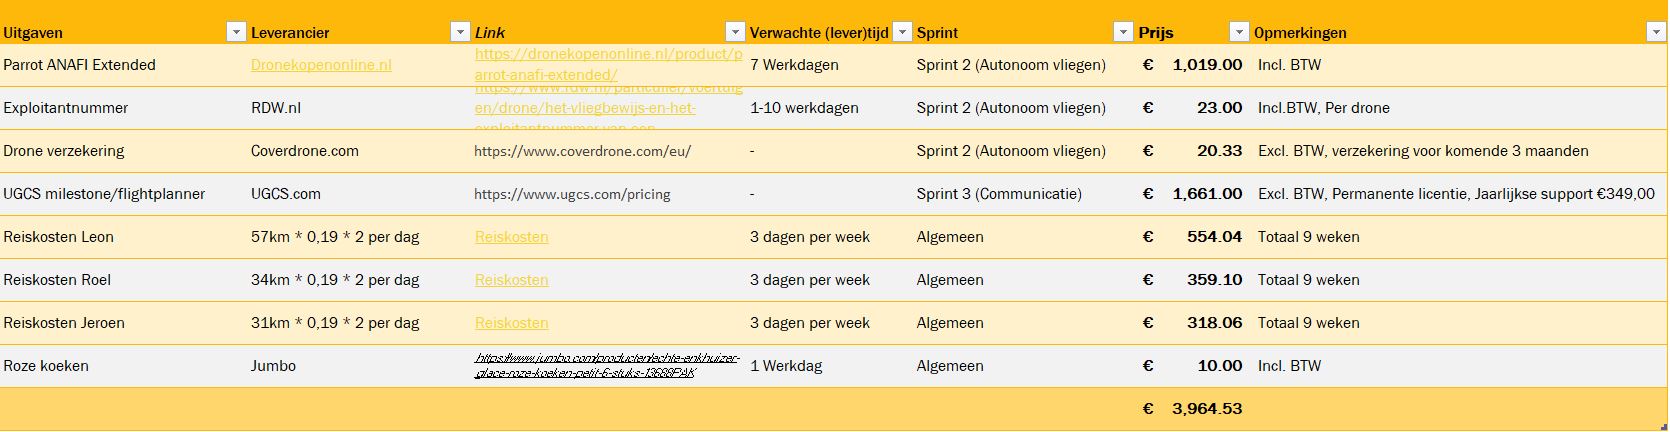 Uitgaven Leverancier Link Verwachte (lever)tijd Sprint Prijs Opmerkingen
Parrot ANAFI Extended Dronekopenonline.nl https://dronekopenonline.nl/product/p 7 Werkdagen Sprint 2 (Autonoom vliegen) € 1,019.00 Incl. BTW
arrot-anafi-extended/
https://www.rdw.nl/particulier/voertuig
Exploitantnummer RDW.nl en/drone/het-vliegbewijs-en-het- 1-10 werkdagen Sprint 2 (Autonoom vliegen) € 23.00 Incl.BTW, Per drone
exploitantnummer-van-een
Drone verzekering Coverdrone.com https://www.coverdrone.com/eu/ - Sprint 2 (Autonoom vliegen) € 20.33 Excl. BTW, verzekering voor komende 3 maanden
UGCS milestone/flightplanner UGCS.com https://www.ugcs.com/pricing - Sprint 3 (Communicatie) € 1,661.00 Excl. BTW, Permanente licentie, Jaarlijkse support €349,00
Reiskosten Leon 57km * 0,19 * 2 per dag Reiskosten 3 dagen per week Algemeen € 554.04 Totaal 9 weken
Reiskosten Roel 34km * 0,19 * 2 per dag Reiskosten 3 dagen per week Algemeen € 359.10 Totaal 9 weken
Reiskosten Jeroen 31km * 0,19 * 2 per dag Reiskosten 3 dagen per week Algemeen € 318.06 Totaal 9 weken
Roze koeken Jumbo https://www.jumbo.com/producten/echte-enkhuizer- 1 Werkdag Algemeen € 10.00 Incl. BTW
glace-roze-koeken-petit-6-stuks-13688PAK
€ 3,964.53